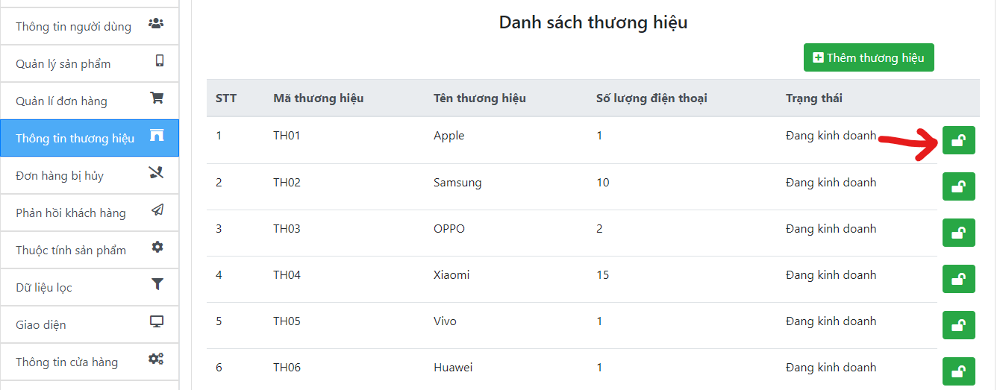 Danh sách thương hiệu
Thông tin người dùng
Quản lý sản phẩm
Quản lí đơn hàng
Thông tin thương hiệu
Đơn hàng bị hủy
Phản hồi khách hàng
Thuộc tính sản phẩm
Dữ liệu lọc
Giao diện
Thông tin cửa hàng
Thêm thương hiệu
STT Mã thương hiệu Tên thương hiệu Số lượng điện thoại Trạng thái
1 TH01 Apple 1 Đang kinh doanh
2 TH02 Samsung 10 Đang kinh doanh
3 TH03 OPPO 2 Đang kinh doanh
4 TH04 Xiaomi 15 Đang kinh doanh
5 TH05 Vivo 1 Đang kinh doanh
6 TH06 Huawei 1 Đang kinh doanh